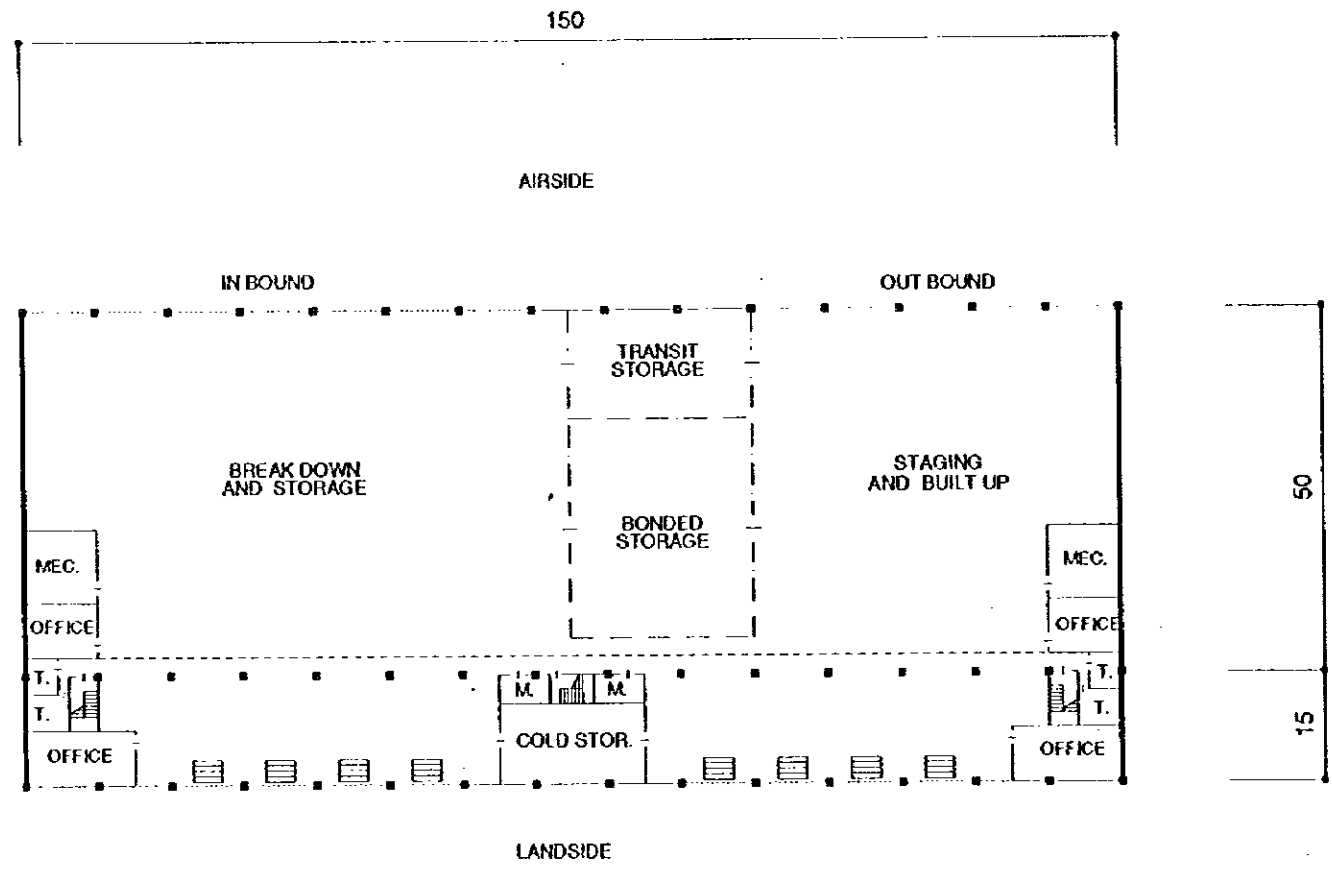 150
AIRSIDE
IN BOUND
OUT BOUND
TRANSIT
STORAGE
BREAK DOWN
AND STORAGE
STAGING
AND BUILT UP
50
BONDED
STORAGE
MEC.
MEC.
OFFICE
OFFICE
T.
M.
M.
T.
T.
T.
15
OFFICE
COLD STOR.
OFFICE
LANDSIDE